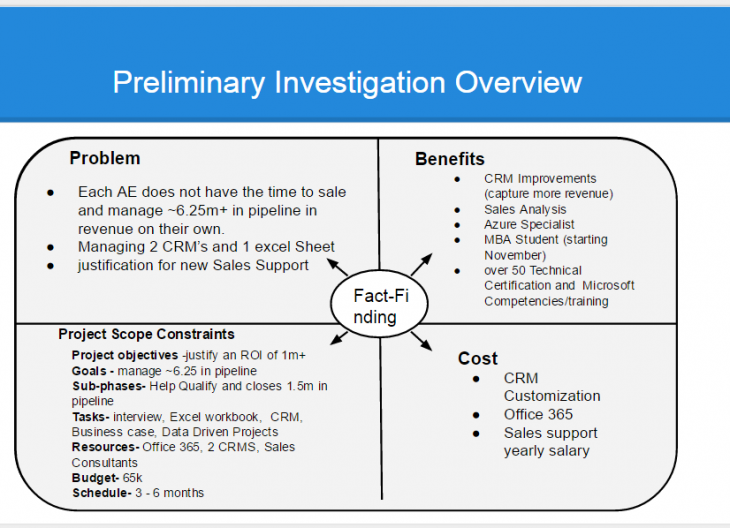 Preliminary Investigation Overview
Problem
● Each AE does not have the time to sale
and manage ~6.25m+ in pipeline in
revenue on their own.
● Managing 2 CRM's and 1 excel Sheet
● justification for new Sales Support
Benefits
● CRM Improvements
(capture more revenue)
● Sales Analysis
● Azure Specialist
● MBA Student (starting
November)
● over 50 Technical
Certification and Microsoft
Competencies/training
Fact-Fi
nding
Project Scope Constraints
Project objectives -justify an ROI of 1m+
Goals - manage ~6.25 in pipeline
Sub-phases- Help Qualify and closes 1.5m in
pipeline
Tasks- interview, Excel workbook, CRM,
Business case, Data Driven Projects
Resources- Office 365, 2 CRMS, Sales
Consultants
Budget- 65k
Schedule- 3 - 6 months
Cost
● CRM
Customization
● Office 365
● Sales support
yearly salary